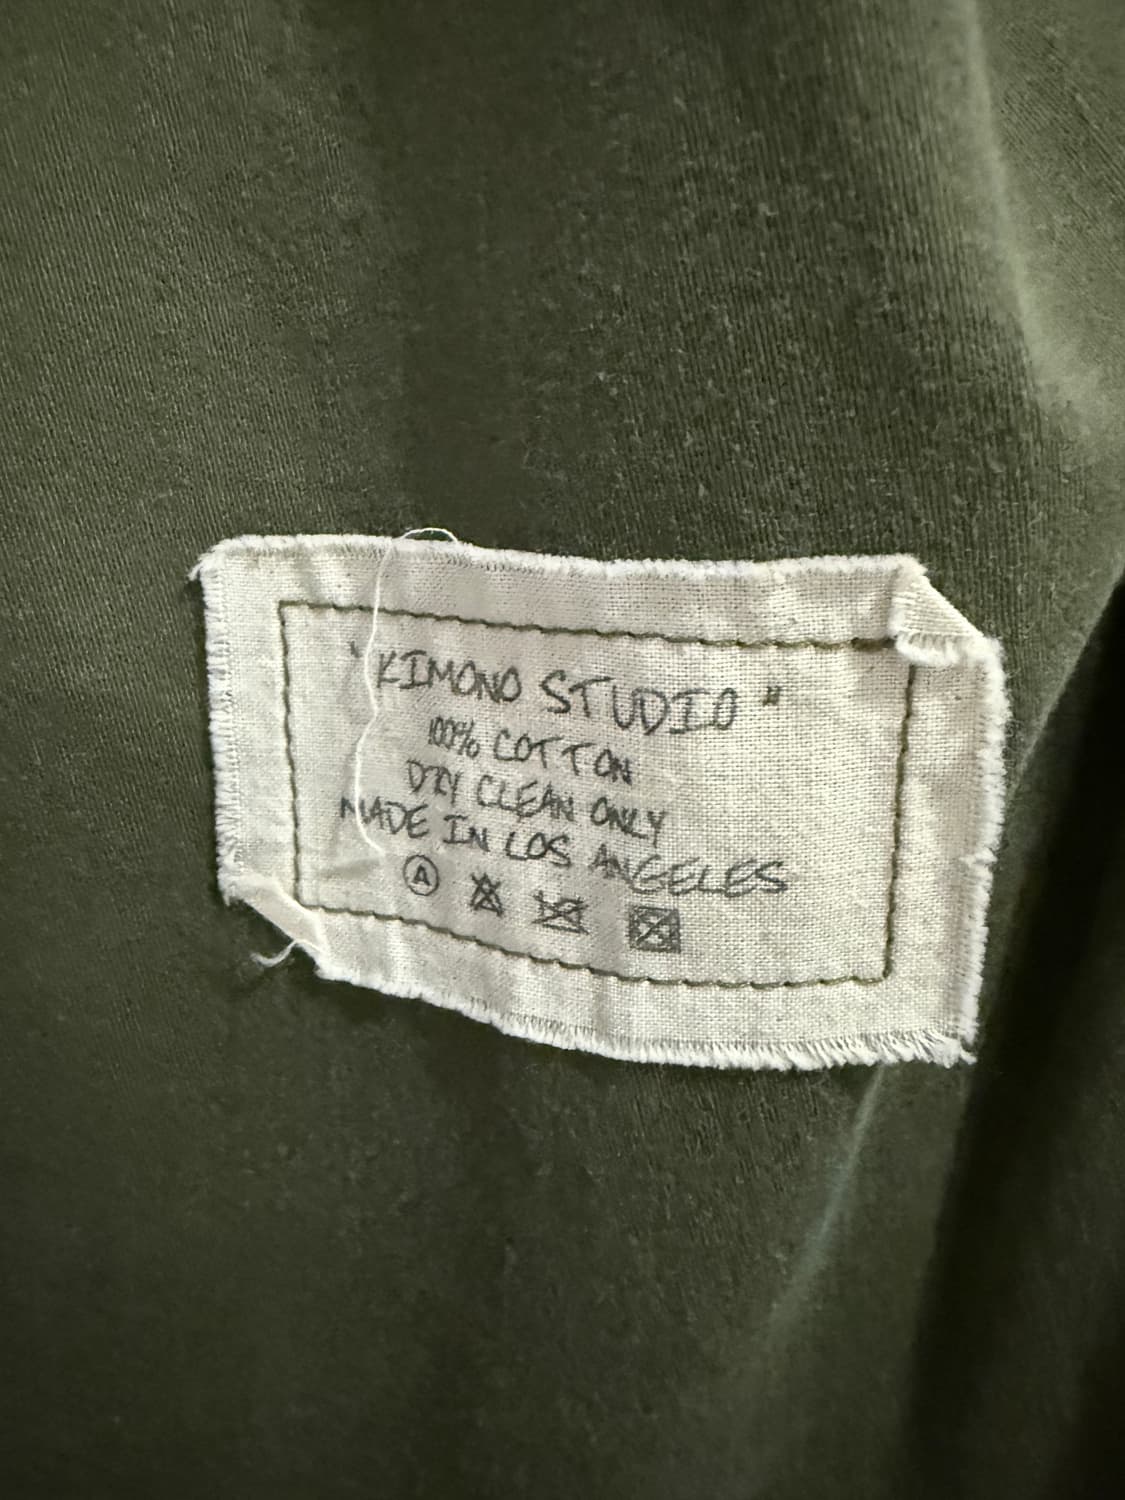 "KIMONO STUDIO"
100% COTTON
DRY CLEAN ONLY
MADE IN LOS ANGELES
A